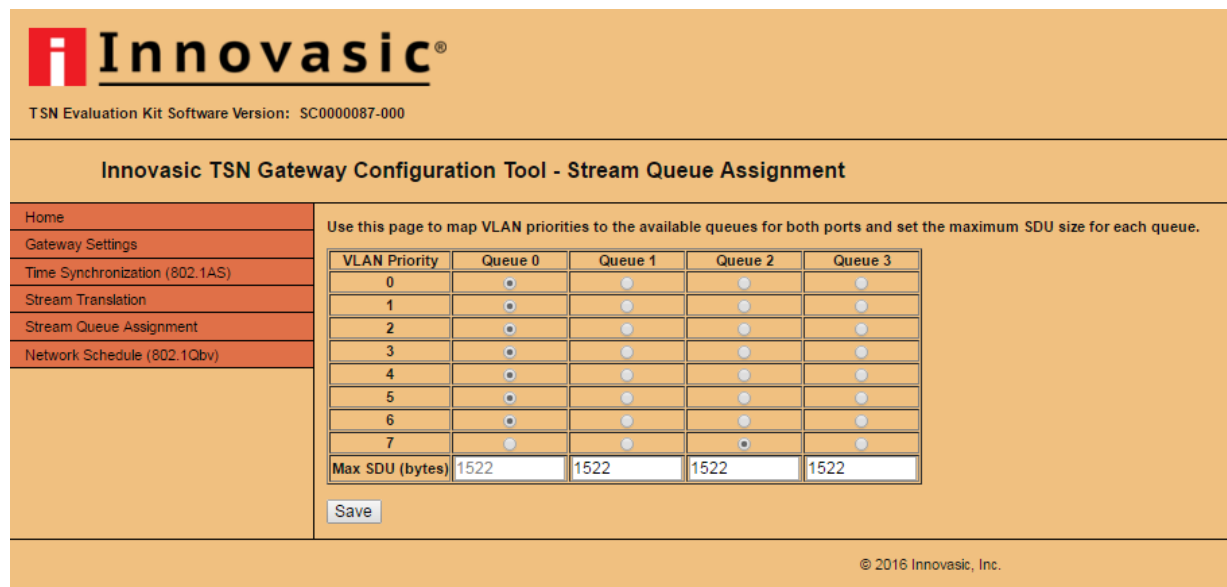 i Innovasic®
TSN Evaluation Kit Software Version: SC0000087-000
Innovasic TSN Gateway Configuration Tool - Stream Queue Assignment
Home
Gateway Settings
Time Synchronization (802.1AS)
Stream Translation
Stream Queue Assignment
Network Schedule (802.1Qbv)
Use this page to map VLAN priorities to the available queues for both ports and set the maximum SDU size for each queue.
VLAN Priority Queue 0 Queue 1 Queue 2 Queue 3
0
1
2
3
4
5
6
7
Max SDU (bytes) 1522 1522 1522 1522
Save
© 2016 Innovasic, Inc.